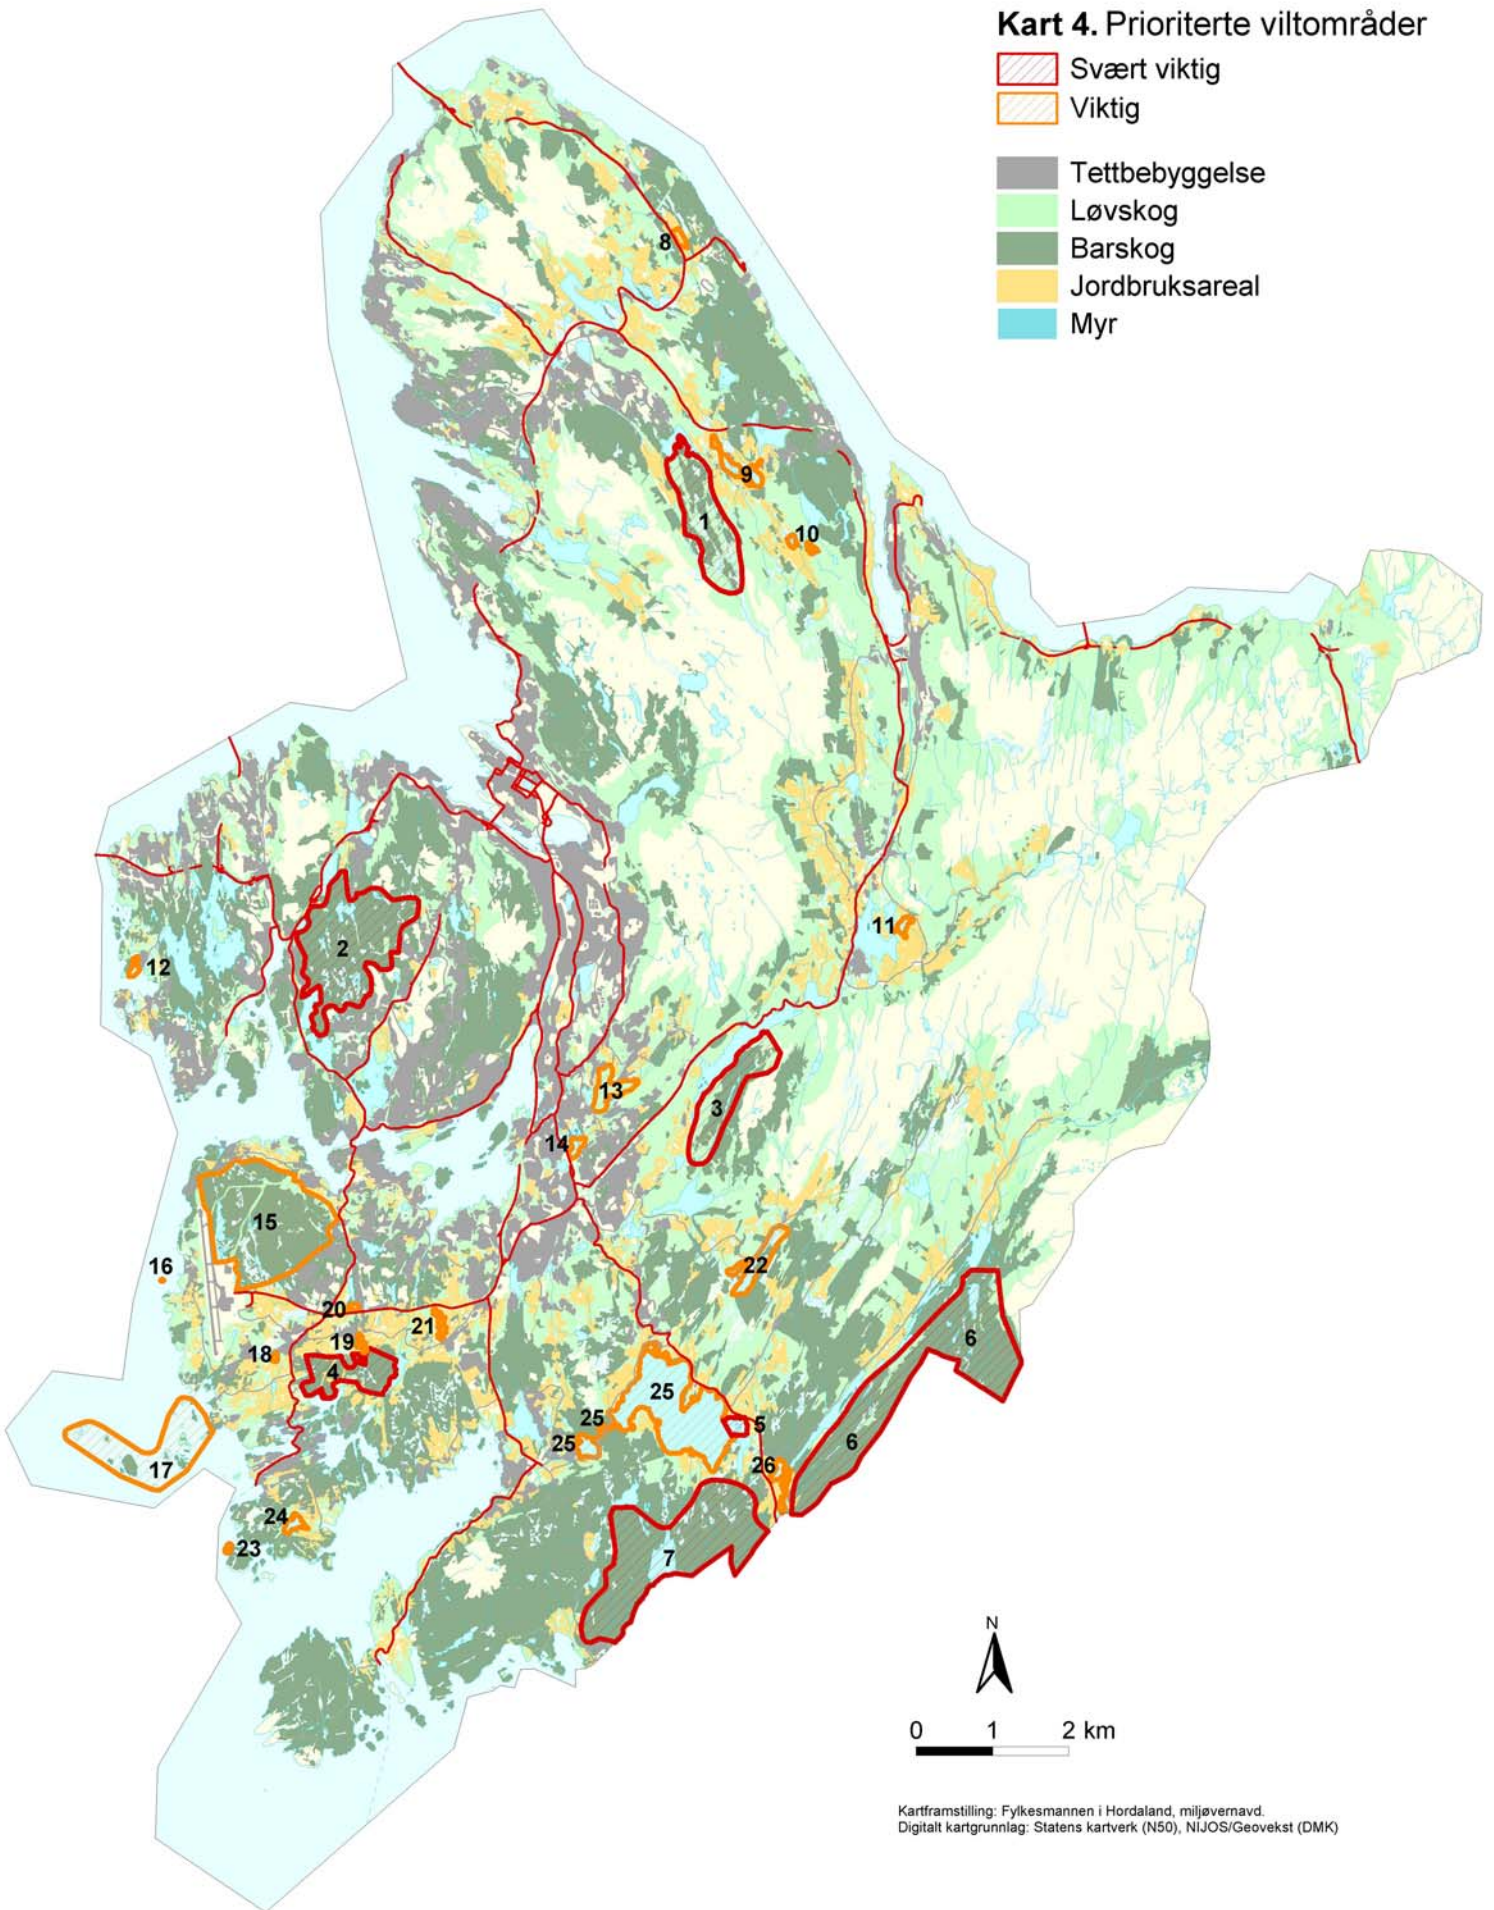 Kart 4. Prioriterte viltområder
Svært viktig
Viktig
Tettbebyggelse
Løvskog
Barskog
Jordbruksareal
Myr
8
9
1
10
11
2
12
13
3
14
15
16
22
20
21
19
18
4
6
25
25
5
25
6
26
17
24
23
7
N
0 1 2 km
Kartframstilling: Fylkesmannen i Hordaland, miljøvernavd.
Digitalt kartgrunnlag: Statens kartverk (N50), NIJOS/Geovekst (DMK)